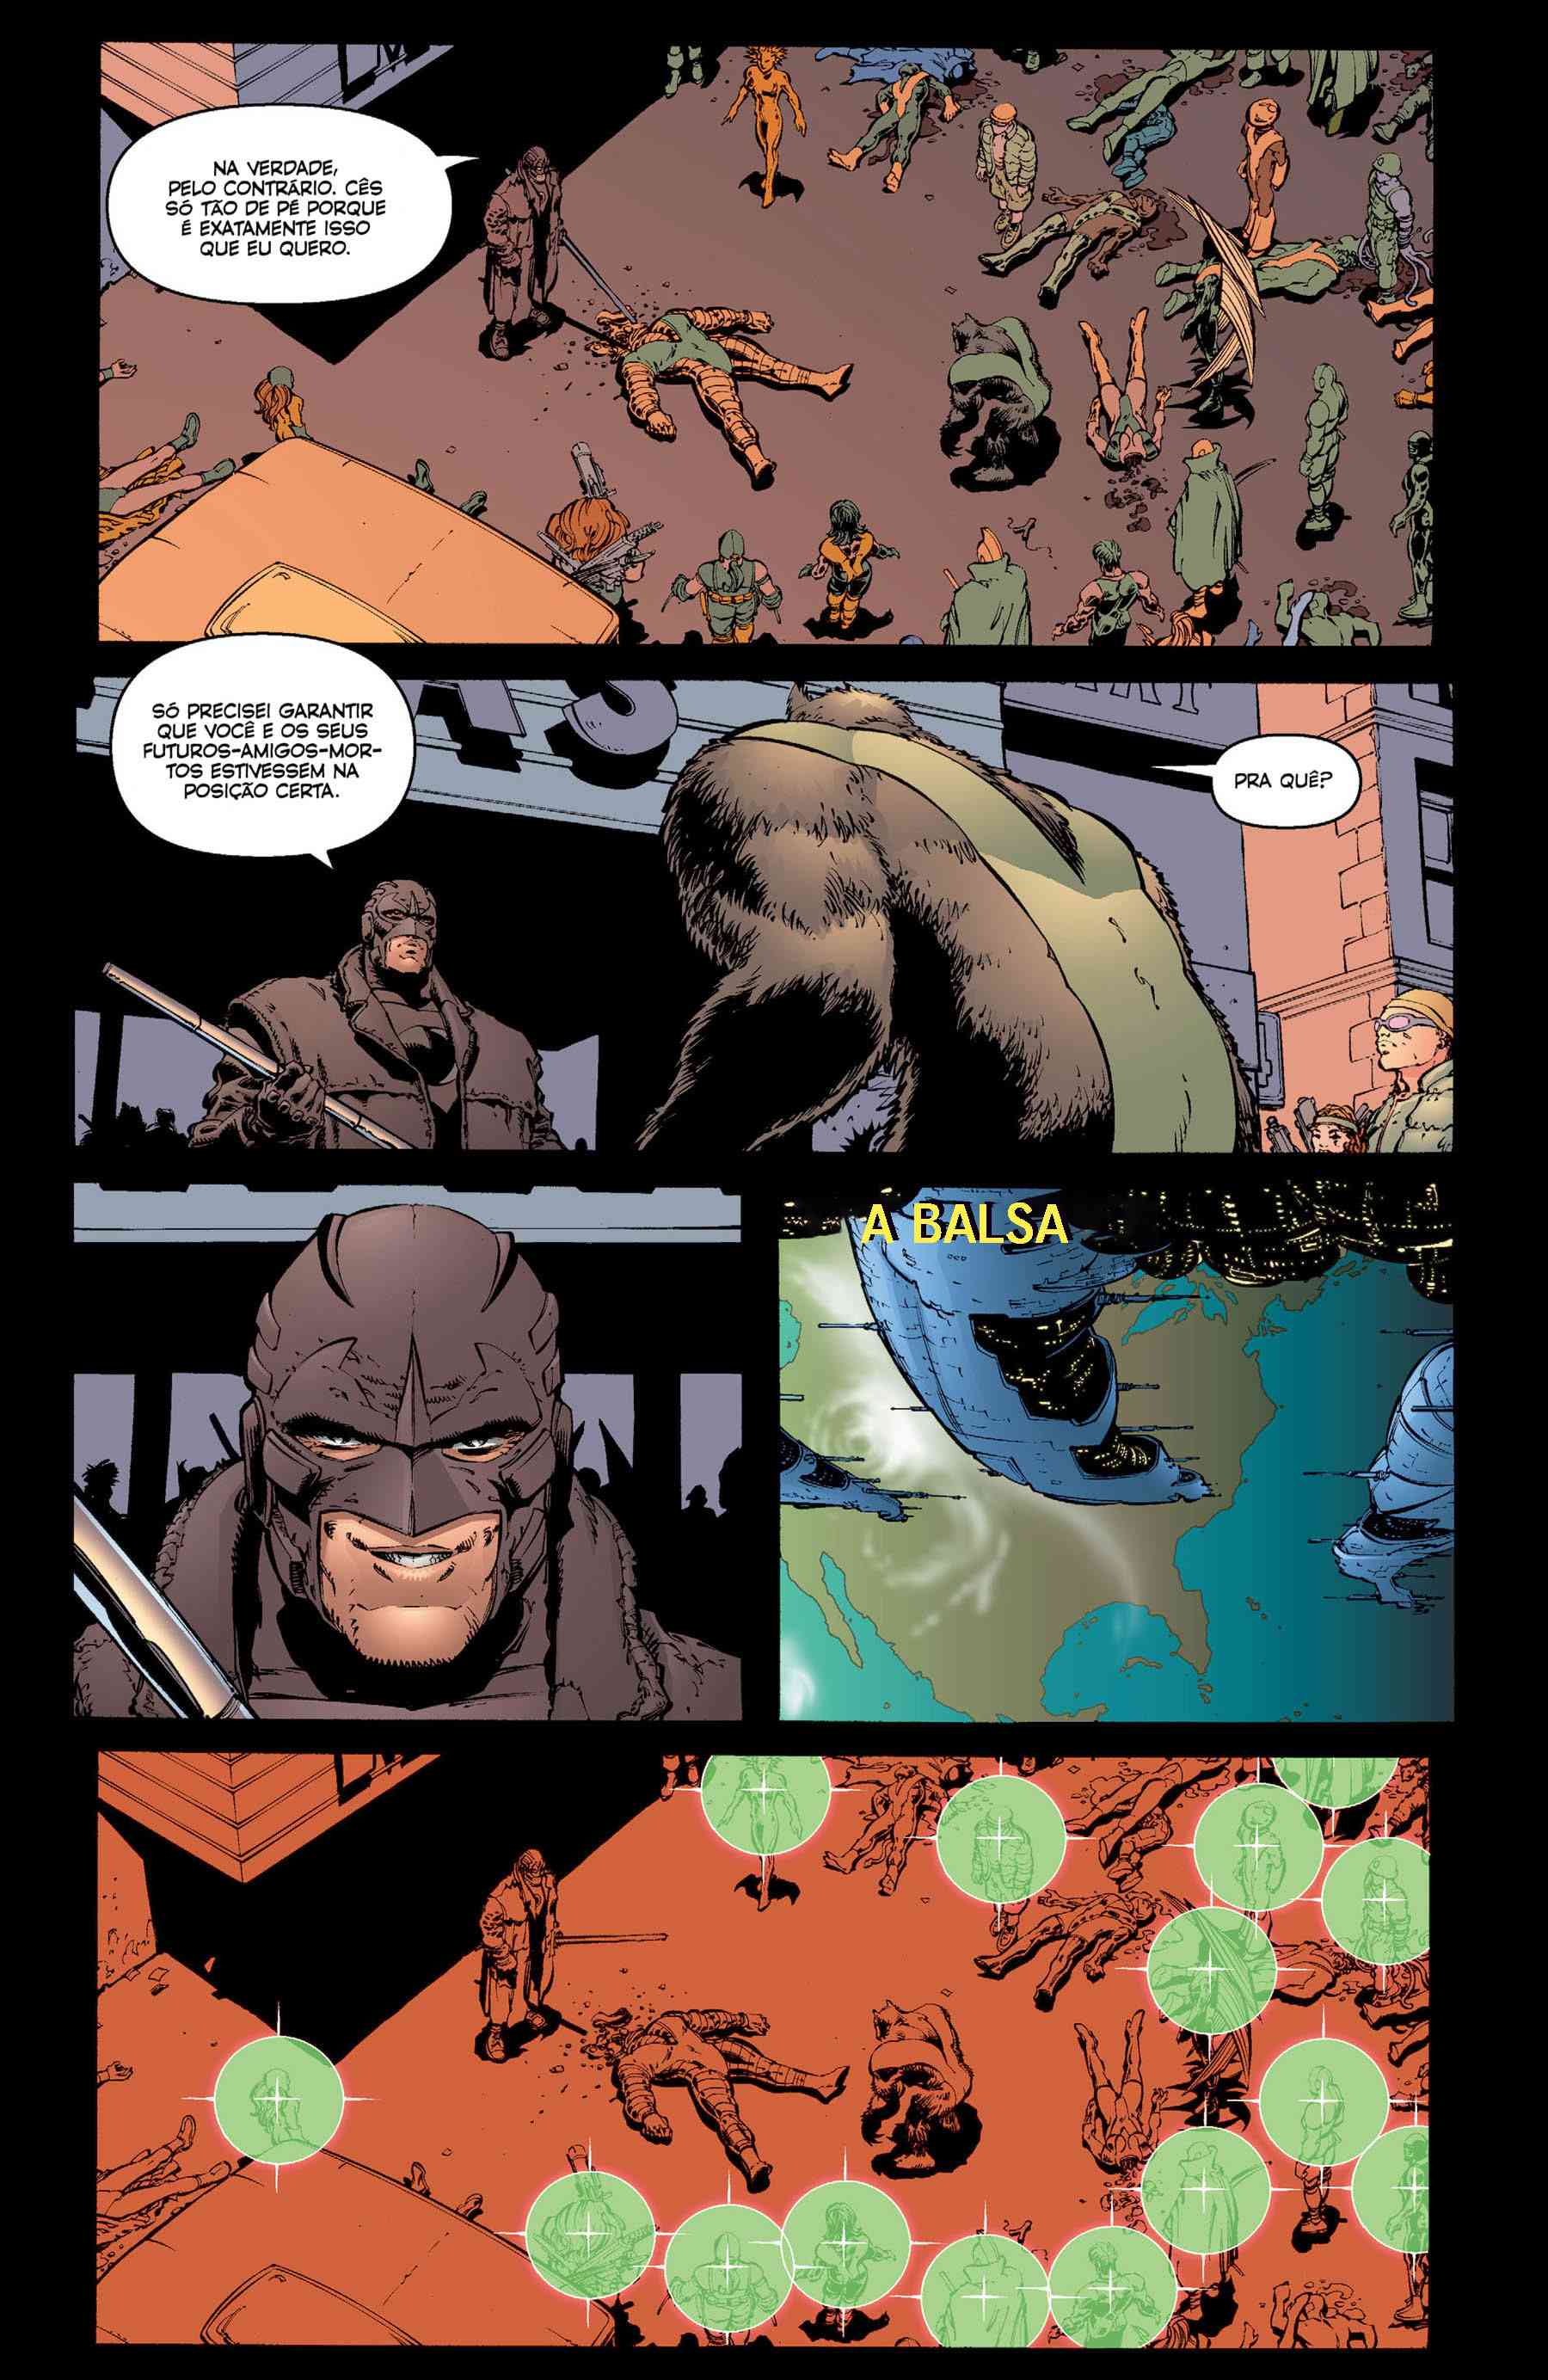 NA VERDADE,
PELO CONTRÁRIO. CÊS
SÓ TÃO DE PÉ PORQUE
É EXATAMENTE ISSO
QUE EU QUERO.
SÓ PRECISEI GARANTIR
QUE VOCÊ E OS SEUS
FUTUROS-AMIGOS-MOR-
TOS ESTIVESSEM NA
POSIÇÃO CERTA.
PRA QUÊ?
A BALSA